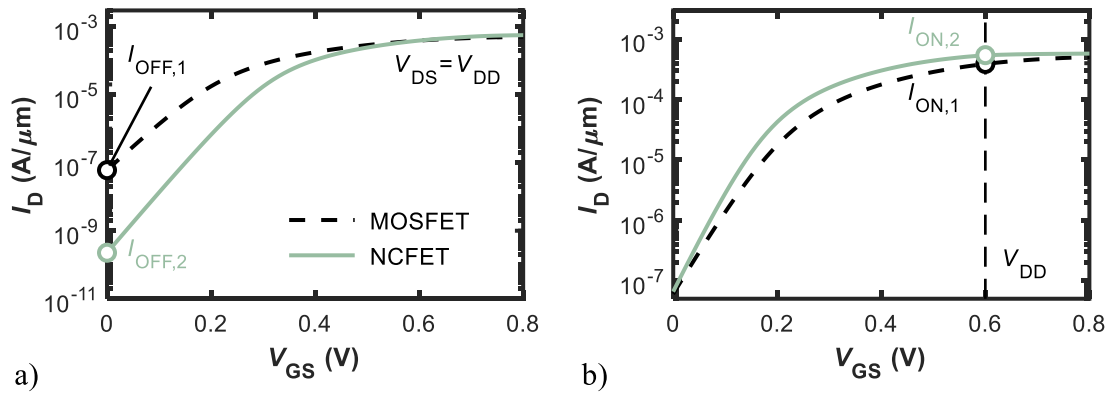 10⁻³
10⁻⁵
10⁻⁷
10⁻⁹
10⁻¹¹
I_D (A/μm)
I_OFF,1
I_OFF,2
V_DS = V_DD
MOSFET
NCFET
0 0.2 0.4 0.6 0.8
V_GS (V)
a)
10⁻³
10⁻⁴
10⁻⁵
10⁻⁶
10⁻⁷
I_D (A/μm)
I_ON,2
I_ON,1
V_DD
0 0.2 0.4 0.6 0.8
V_GS (V)
b)